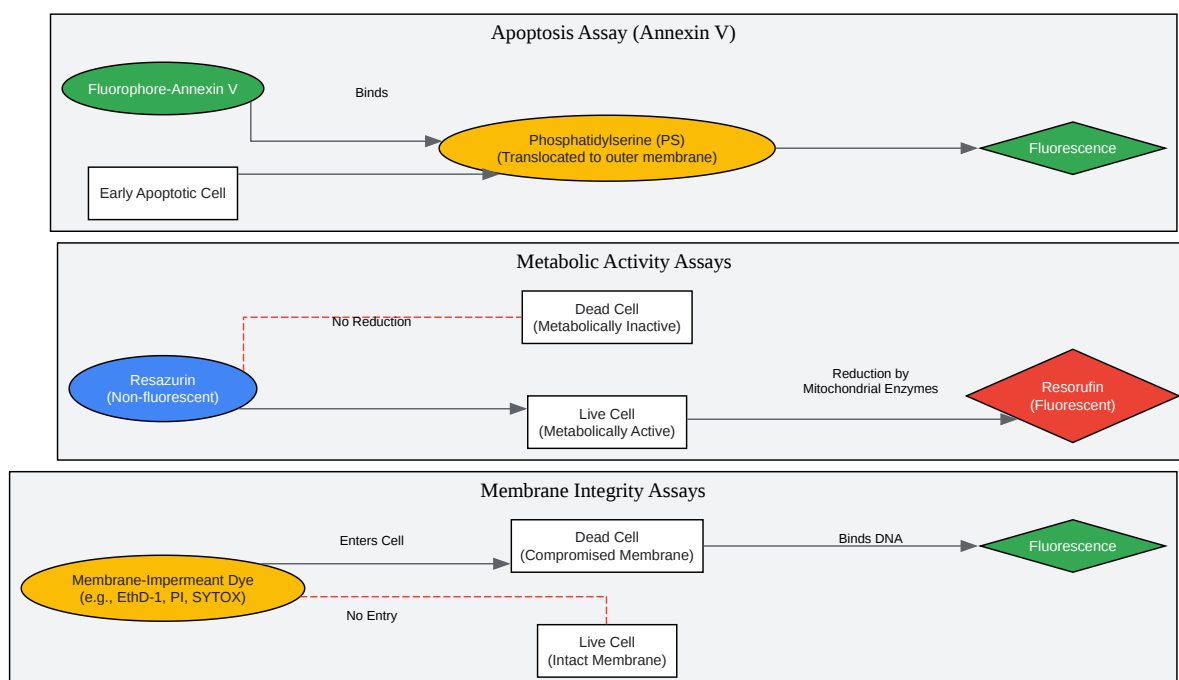 Apoptosis Assay (Annexin V)
Fluorophore-Annexin V
Binds
Phosphatidylserine (PS)
(Translocated to outer membrane)
Fluorescence
Early Apoptotic Cell
Metabolic Activity Assays
Dead Cell
(Metabolically Inactive)
No Reduction
Resazurin
(Non-fluorescent)
Live Cell
(Metabolically Active)
Reduction by
Mitochondrial Enzymes
Resorufin
(Fluorescent)
Membrane Integrity Assays
Enters Cell
Dead Cell
(Compromised Membrane)
Binds DNA
Fluorescence
Membrane-Impermeant Dye
(e.g., EthD-1, PI, SYTOX)
No Entry
Live Cell
(Intact Membrane)